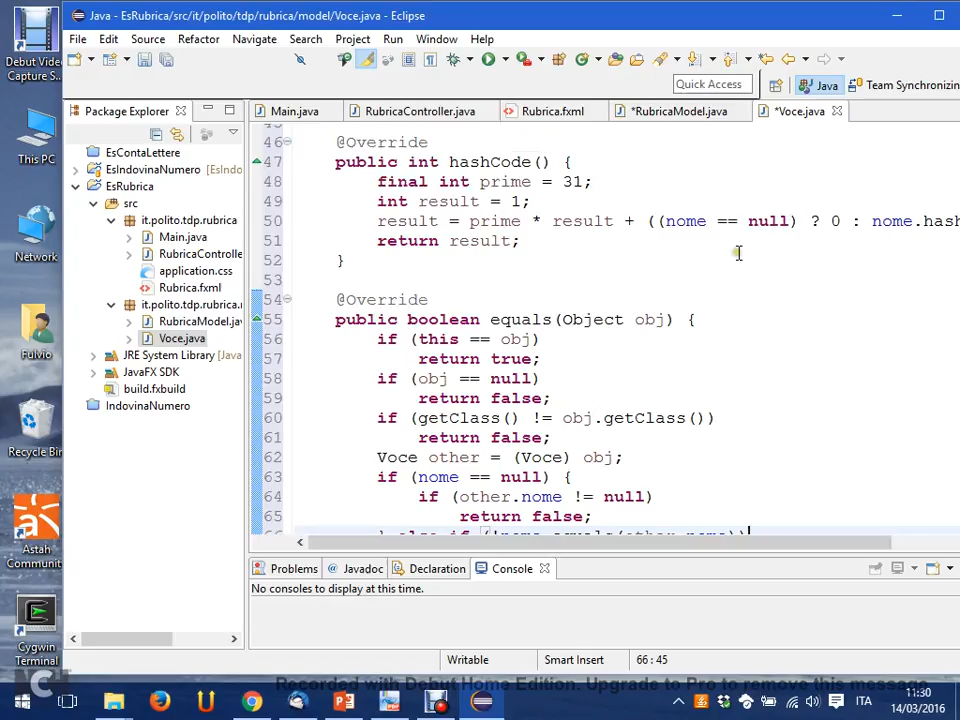 Java - EsRubrica/src/it/polito/tdp/rubrica/model/Voce.java - Eclipse
File Edit Source Refactor Navigate Search Project Run Window Help
Quick Access
Java
Team Synchronizin
Package Explorer
Main.java
RubricaController.java
Rubrica.fxml
*RubricaModel.java
*Voce.java
EsContaLettere
EsIndovinaNumero [EsInd
EsRubrica
src
it.polito.tdp.rubrica
Main.java
RubricaControlle
application.css
Rubrica.fxml
it.polito.tdp.rubrica.
RubricaModel.jav
Voce.java
JRE System Library [Java
JavaFX SDK
build.fxbuild
IndovinaNumero
46 @Override
47 public int hashCode() {
48 final int prime = 31;
49 int result = 1;
50 result = prime * result + ((nome == null) ? 0 : nome.hash
51 return result;
52 }
53
54 @Override
55 public boolean equals(Object obj) {
56 if (this == obj)
57 return true;
58 if (obj == null)
59 return false;
60 if (getClass() != obj.getClass())
61 return false;
62 Voce other = (Voce) obj;
63 if (nome == null) {
64 if (other.nome != null)
65 return false;
66 } else if (!nome.equals(other.nome))
Problems
Javadoc
Declaration
Console
No consoles to display at this time.
Writable
Smart Insert
66 : 45
Debut Video
Capture S...
This PC
Network
Fulvio
Recycle Bin
Astah
Communit
Cygwin
Terminal
Recorded with Debut Home Edition. Upgrade to Pro to remove this message
ITA
11:30
14/03/2016